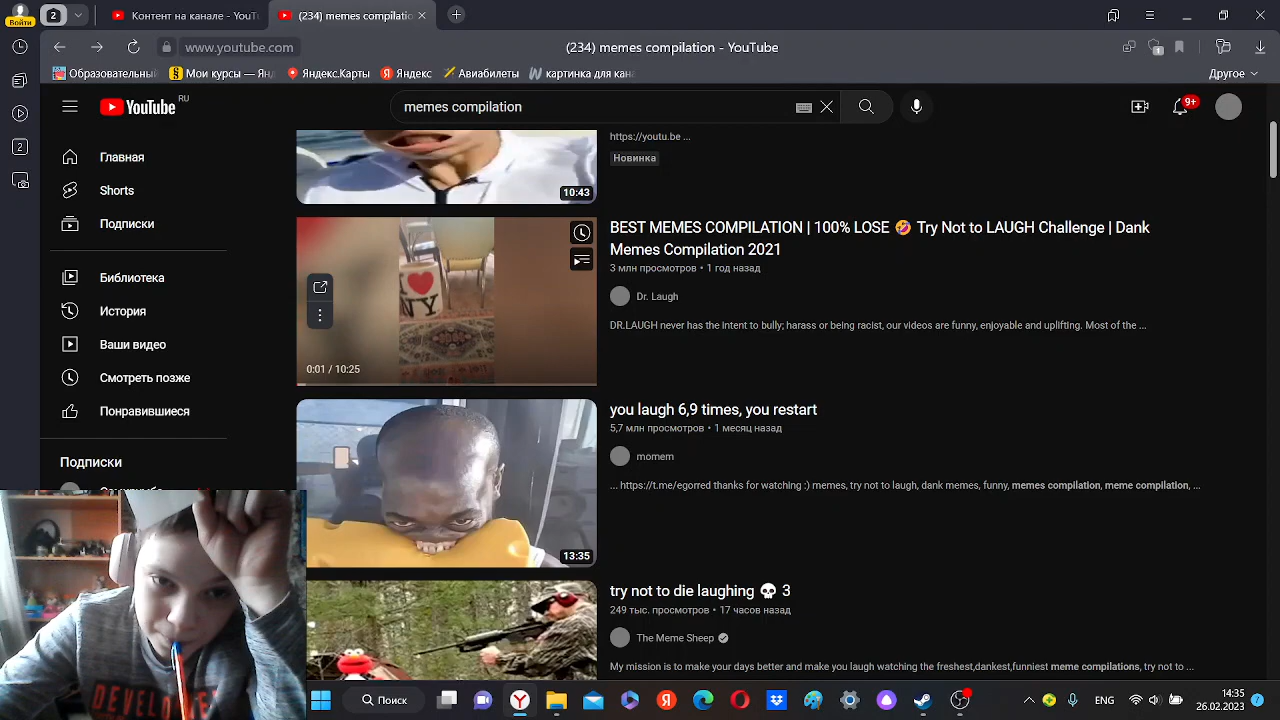 Войти
2
Контент на канале - YouT
(234) memes compilatio
www.youtube.com
(234) memes compilation - YouTube
1
Образовательны
Мои курсы — Янд
Яндекс.Карты
Яндекс
Авиабилеты
картинка для кана
Другое
YouTube RU
memes compilation
9+
2
Главная
Shorts
Подписки
Библиотека
История
Ваши видео
Смотреть позже
Понравившиеся
Подписки
https://youtu.be ...
Новинка
10:43
BEST MEMES COMPILATION | 100% LOSE 🤣 Try Not to LAUGH Challenge | Dank
Memes Compilation 2021
3 млн просмотров • 1 год назад
Dr. Laugh
DR.LAUGH never has the intent to bully; harass or being racist, our videos are funny, enjoyable and uplifting. Most of the ...
I ❤ NY
0:01 / 10:25
you laugh 6,9 times, you restart
5,7 млн просмотров • 1 месяц назад
momem
... https://t.me/egorred thanks for watching :) memes, try not to laugh, dank memes, funny, memes compilation, meme compilation, ...
13:35
try not to die laughing 💀 3
249 тыс. просмотров • 17 часов назад
The Meme Sheep
My mission is to make your days better and make you laugh watching the freshest,dankest,funniest meme compilations, try not to ...
DEVELOPER
Поиск
ENG
14:35
26.02.2023